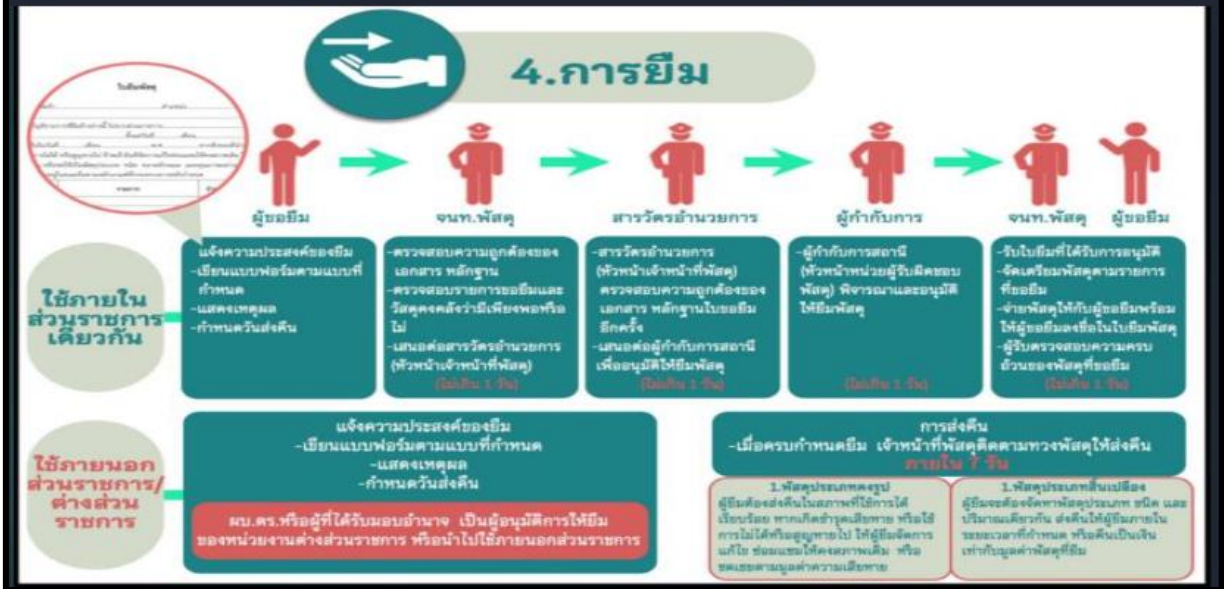 4.การยืม
ใบยืมพัสดุ
ผู้ขอยืม
จนท.พัสดุ
สารวัตรอำนวยการ
ผู้กำกับการ
จนท.พัสดุ
ผู้ขอยืม
ใช้ภายใน
ส่วนราชการ
เดียวกัน
แจ้งความประสงค์ของยืม
-เขียนแบบฟอร์มตามแบบที่
กำหนด
-แสดงเหตุผล
-กำหนดวันส่งคืน
-ตรวจสอบความถูกต้องของ
เอกสาร หลักฐาน
-ตรวจสอบรายการขอยืมและ
วัสดุคงคลังว่ามีเพียงพอหรือ
ไม่
-เสนอต่อสารวัตรอำนวยการ
(หัวหน้าเจ้าหน้าที่พัสดุ)
(ไม่เกิน 1 วัน)
-สารวัตรอำนวยการ
(หัวหน้าเจ้าหน้าที่พัสดุ)
ตรวจสอบความถูกต้องของ
เอกสาร หลักฐานใบขอยืม
อีกครั้ง
-เสนอต่อผู้กำกับการสถานี
เพื่ออนุมัติให้ยืมพัสดุ
(ไม่เกิน 1 วัน)
-ผู้กำกับการสถานี
(หัวหน้าหน่วยผู้รับผิดชอบ
พัสดุ) พิจารณาและอนุมัติ
ให้ยืมพัสดุ
(ไม่เกิน 1 วัน)
-รับใบยืมที่ได้รับการอนุมัติ
-จัดเตรียมพัสดุตามรายการ
ที่ขอยืม
-จ่ายพัสดุให้กับผู้ขอยืมพร้อม
ให้ผู้ขอยืมลงชื่อในใบยืมพัสดุ
-ผู้รับตรวจสอบความครบ
ถ้วนของพัสดุที่ขอยืม
(ไม่เกิน 1 วัน)
ใช้ภายนอก
ส่วนราชการ/
ต่างส่วน
ราชการ
แจ้งความประสงค์ของยืม
-เขียนแบบฟอร์มตามแบบที่กำหนด
-แสดงเหตุผล
-กำหนดวันส่งคืน
ผบ.ตร.หรือผู้ที่ได้รับมอบอำนาจ เป็นผู้อนุมัติการให้ยืม
ของหน่วยงานต่างส่วนราชการ หรือนำไปใช้ภายนอกส่วนราชการ
การส่งคืน
-เมื่อครบกำหนดยืม เจ้าหน้าที่พัสดุติดตามทวงพัสดุให้ส่งคืน
ภายใน 7 วัน
1.พัสดุประเภทคงรูป
ผู้ยืมต้องส่งคืนในสภาพที่ใช้การได้
เรียบร้อย หากเกิดชำรุดเสียหาย หรือใช้
การไม่ได้หรือสูญหายไป ให้ผู้ยืมจัดการ
แก้ไข ซ่อมแซมให้คงสภาพเดิม หรือ
ชดเชยตามมูลค่าความเสียหาย
1.พัสดุประเภทสิ้นเปลือง
ผู้ยืมจะต้องจัดหาพัสดุประเภท ชนิด และ
ปริมาณเดียวกัน ส่งคืนให้ผู้ยืมภายใน
ระยะเวลาที่กำหนด หรือคืนเป็นเงิน
เท่ากับมูลค่าพัสดุที่ยืม